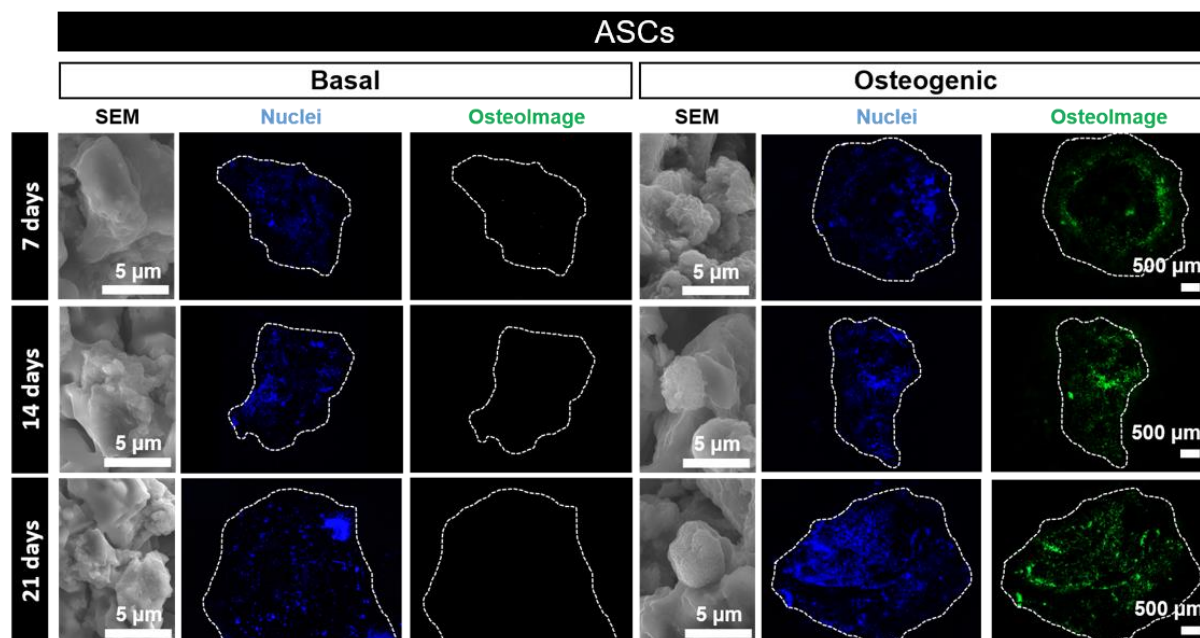 ASCs
Basal
Osteogenic
SEM
Nuclei
OsteoImage
SEM
Nuclei
OsteoImage
7 days
5 µm
5 µm
500 µm
14 days
5 µm
5 µm
500 µm
21 days
5 µm
5 µm
500 µm